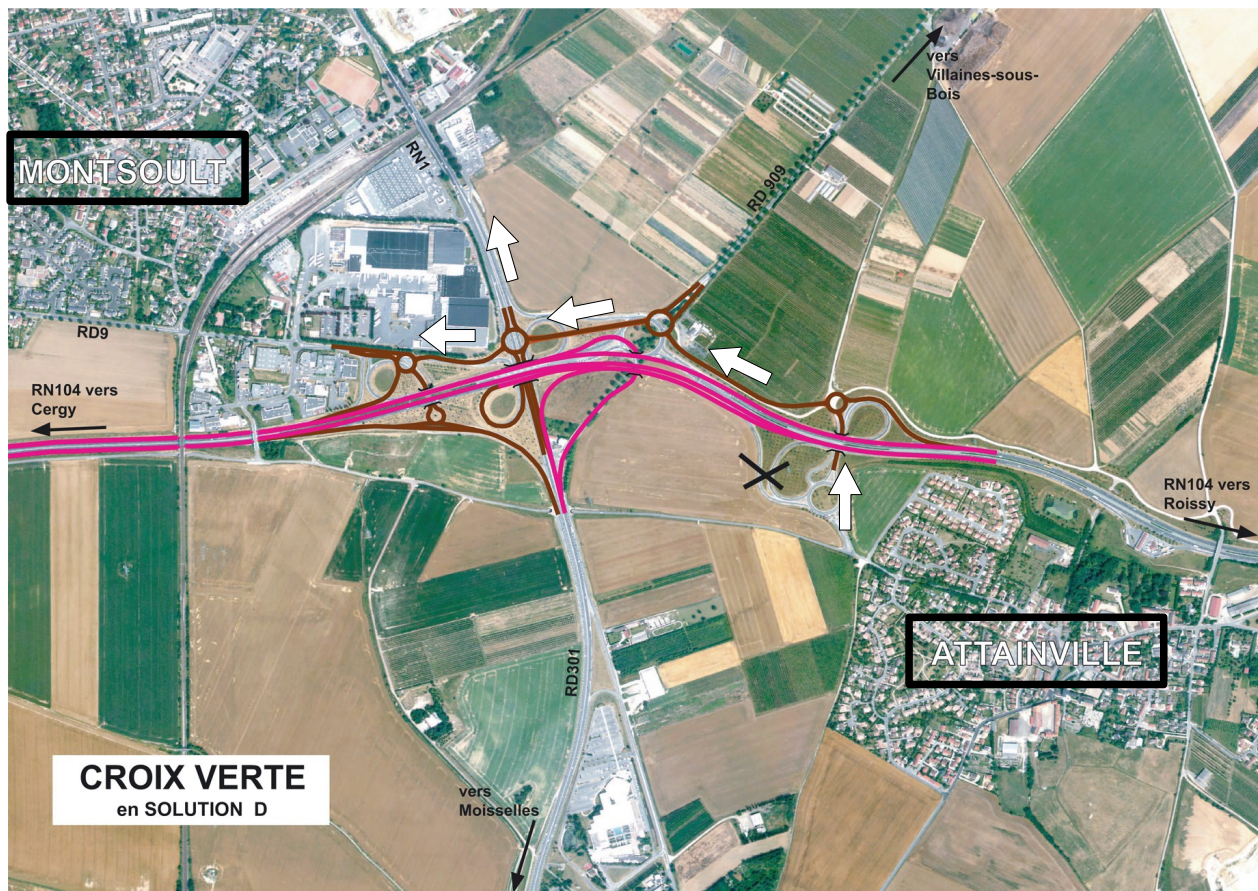 vers
Villaines-sous-
Bois
MONTSOULT
RN1
RD 909
RD9
RN104 vers
Cergy
RN104 vers
Roissy
ATTAINVILLE
RD301
CROIX VERTE
en SOLUTION D
vers
Moisselles